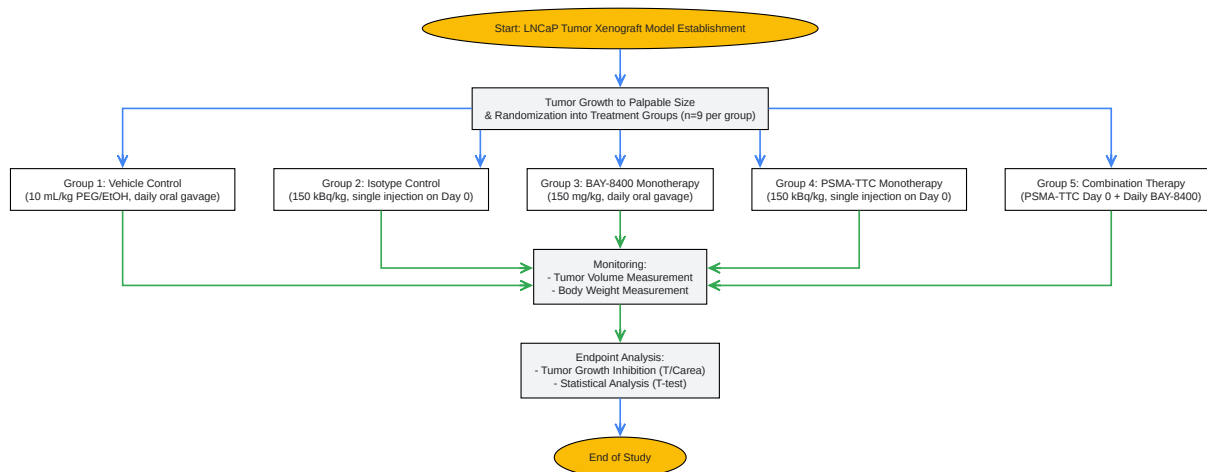 Start: LNCaP Tumor Xenograft Model Establishment
Tumor Growth to Palpable Size
& Randomization into Treatment Groups (n=9 per group)
Group 1: Vehicle Control
(10 mL/kg PEG/EtOH, daily oral gavage)
Group 2: Isotype Control
(150 kBq/kg, single injection on Day 0)
Group 3: BAY-8400 Monotherapy
(150 mg/kg, daily oral gavage)
Group 4: PSMA-TTC Monotherapy
(150 kBq/kg, single injection on Day 0)
Group 5: Combination Therapy
(PSMA-TTC Day 0 + Daily BAY-8400)
Monitoring:
- Tumor Volume Measurement
- Body Weight Measurement
Endpoint Analysis:
- Tumor Growth Inhibition (T/Carea)
- Statistical Analysis (T-test)
End of Study